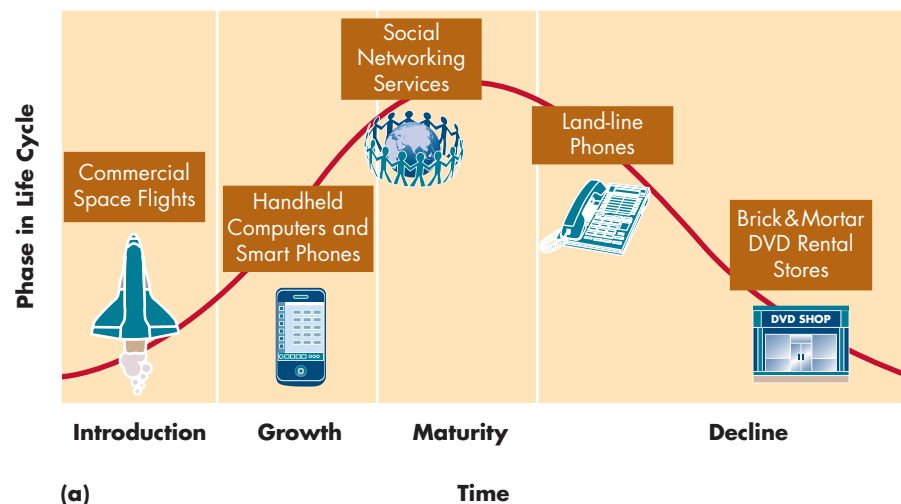 Social
Networking
Services
Land-line
Phones
Commercial
Space Flights
Handheld
Computers and
Smart Phones
Brick & Mortar
DVD Rental
Stores
DVD SHOP
Phase in Life Cycle
Introduction
Growth
Maturity
Decline
(a)
Time